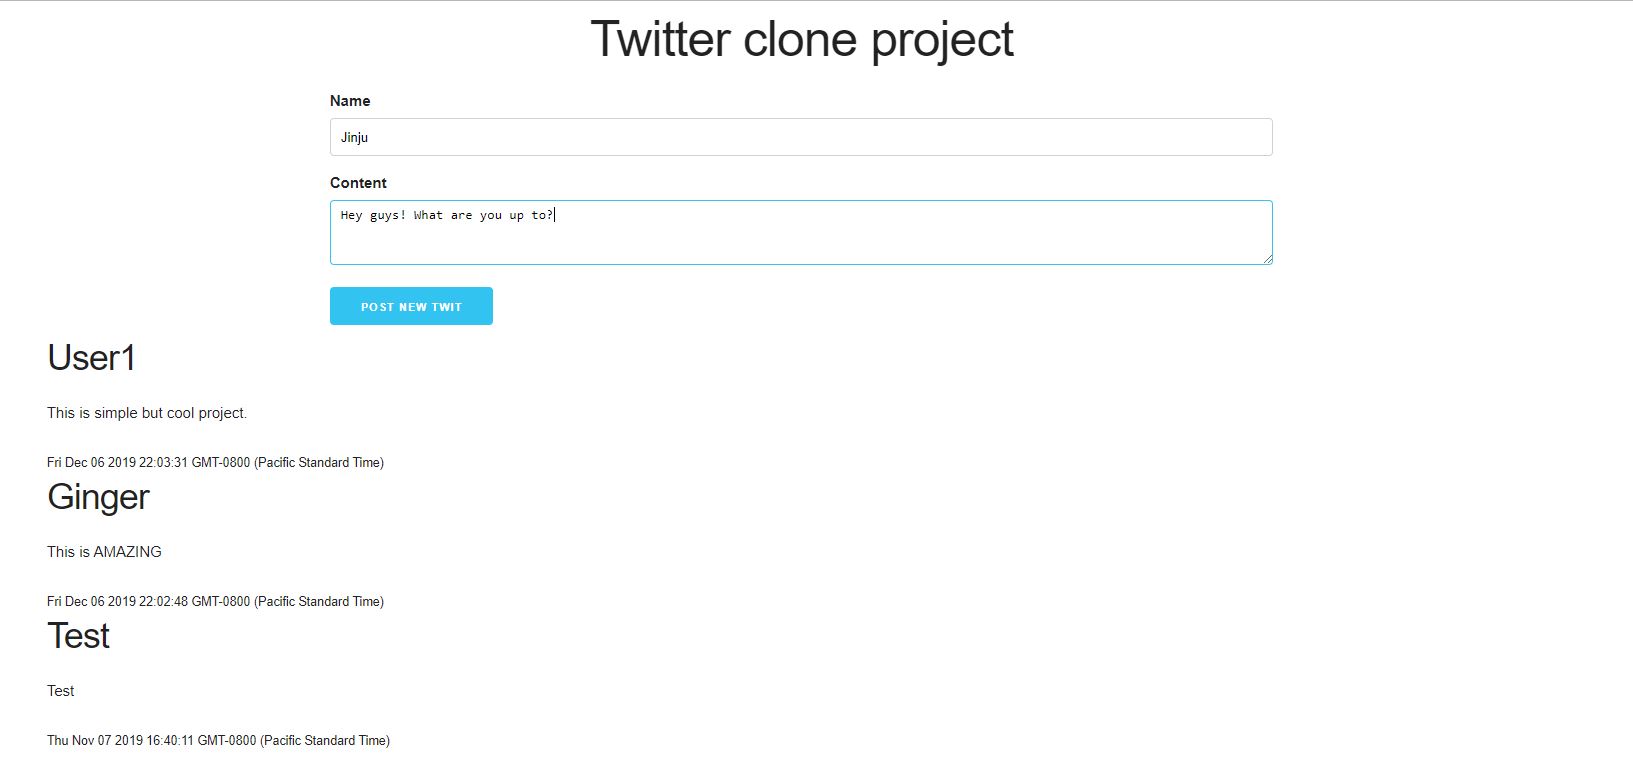 Twitter clone project
Name
Jinju
Content
Hey guys! What are you up to?
POST NEW TWIT
User1
This is simple but cool project.
Fri Dec 06 2019 22:03:31 GMT-0800 (Pacific Standard Time)
Ginger
This is AMAZING
Fri Dec 06 2019 22:02:48 GMT-0800 (Pacific Standard Time)
Test
Test
Thu Nov 07 2019 16:40:11 GMT-0800 (Pacific Standard Time)